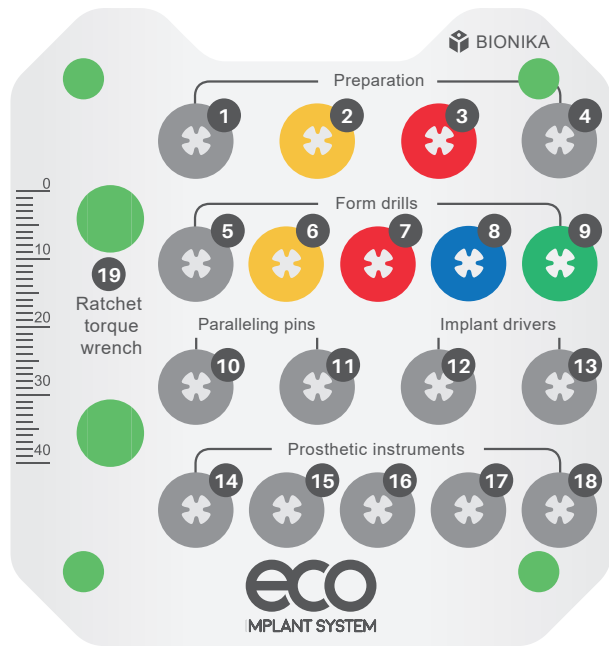 BIONIKA
Preparation
1 2 3 4
Form drills
5 6 7 8 9
0
10
20
30
40
19
Ratchet
torque
wrench
Paralleling pins Implant drivers
10 11 12 13
Prosthetic instruments
14 15 16 17 18
eco
IMPLANT SYSTEM